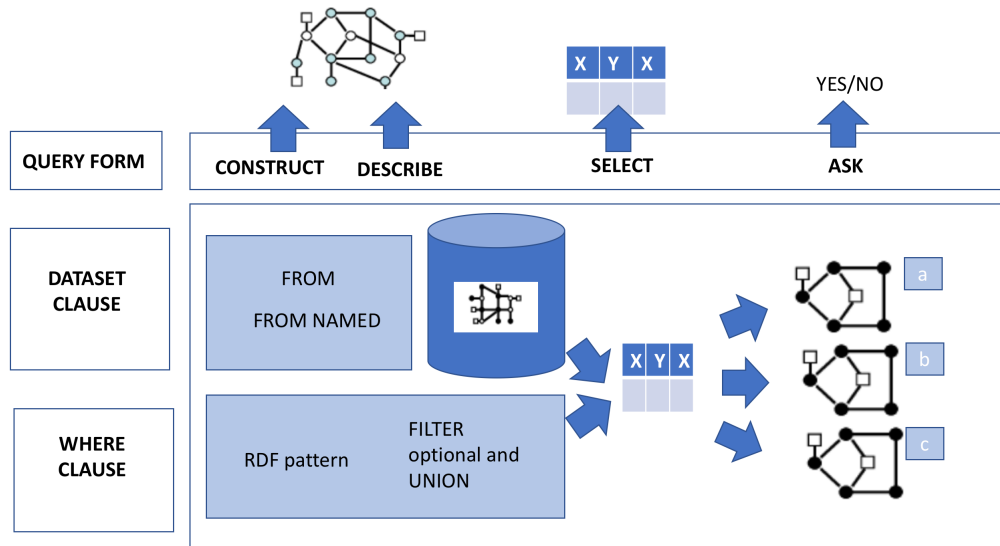 X Y X
YES/NO
QUERY FORM
CONSTRUCT
DESCRIBE
SELECT
ASK
DATASET
CLAUSE
FROM
FROM NAMED
a
X Y X
b
WHERE
CLAUSE
RDF pattern
FILTER
optional and
UNION
c